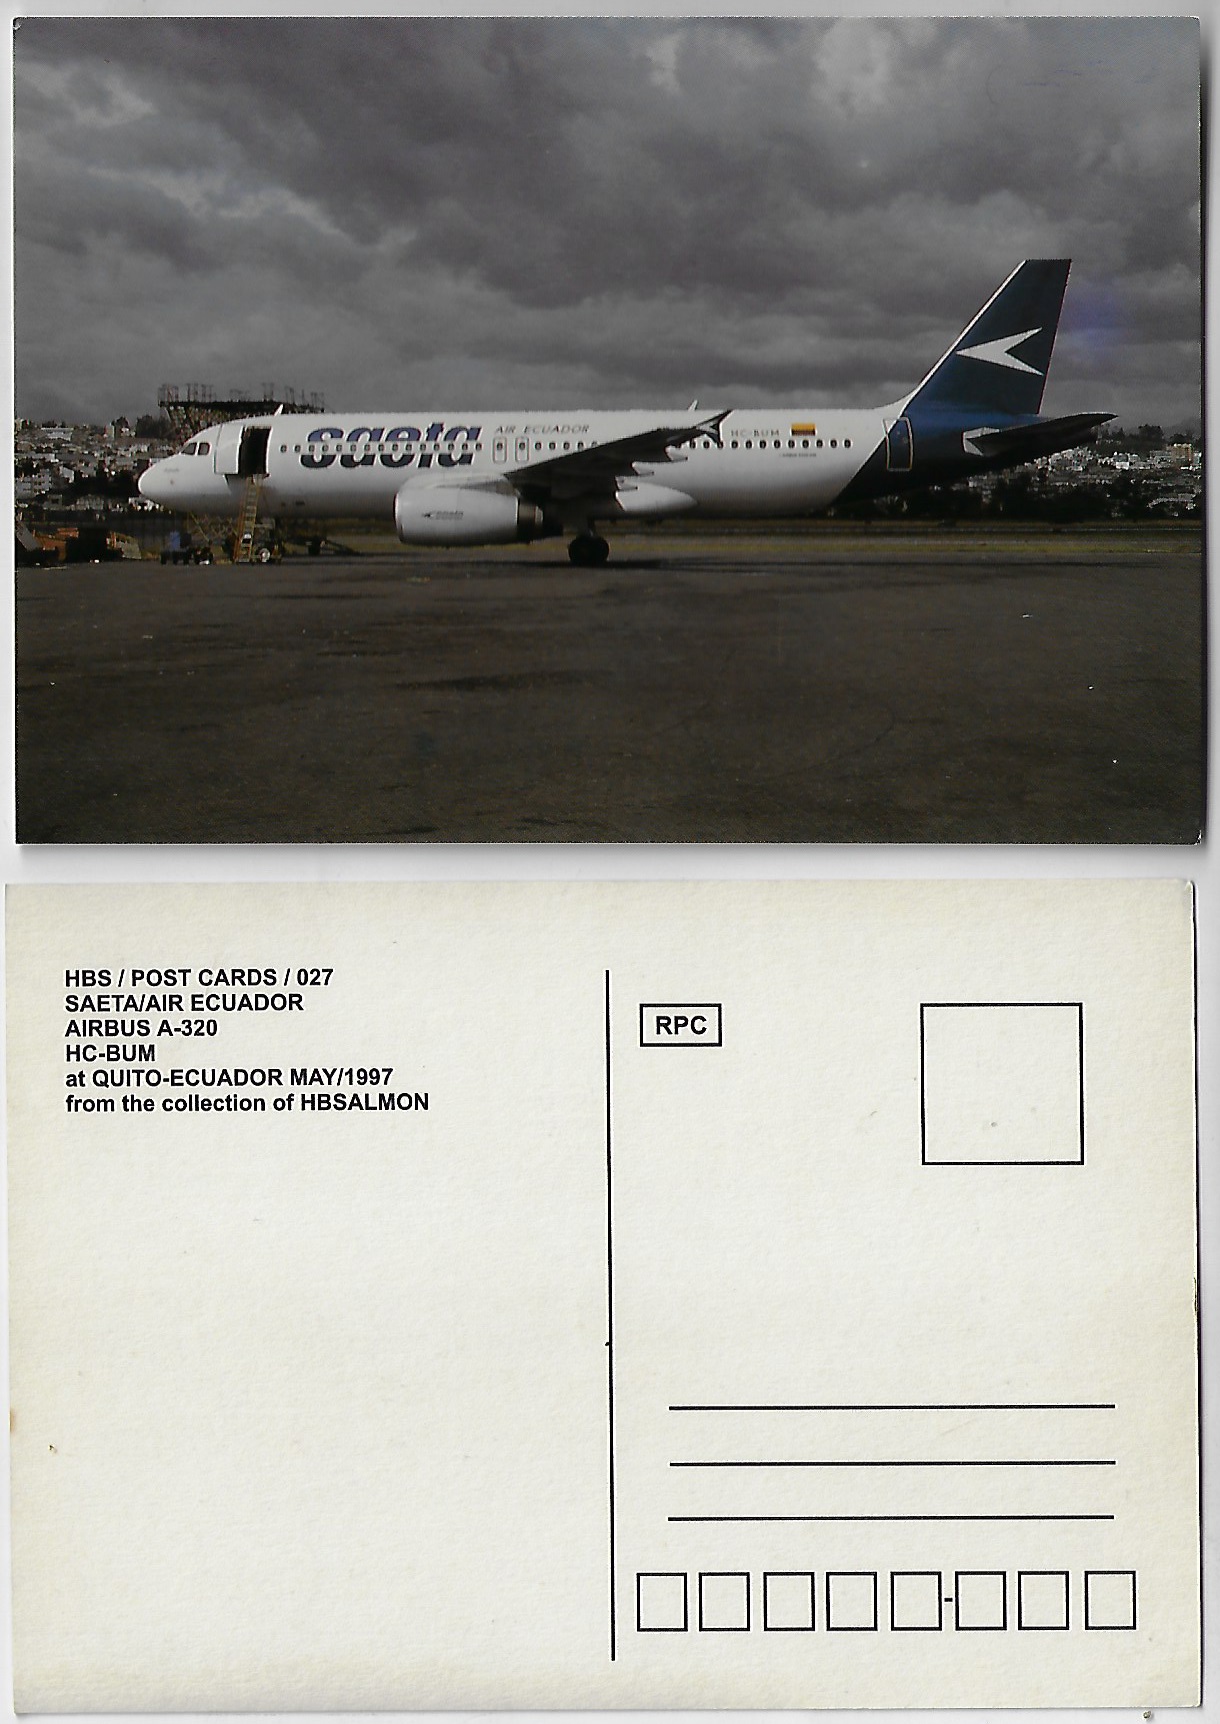 saeta AIR ECUADOR
HC-BUM
saeta
HBS / POST CARDS / 027
SAETA/AIR ECUADOR
AIRBUS A-320
HC-BUM
at QUITO-ECUADOR MAY/1997
from the collection of HBSALMON
RPC
-